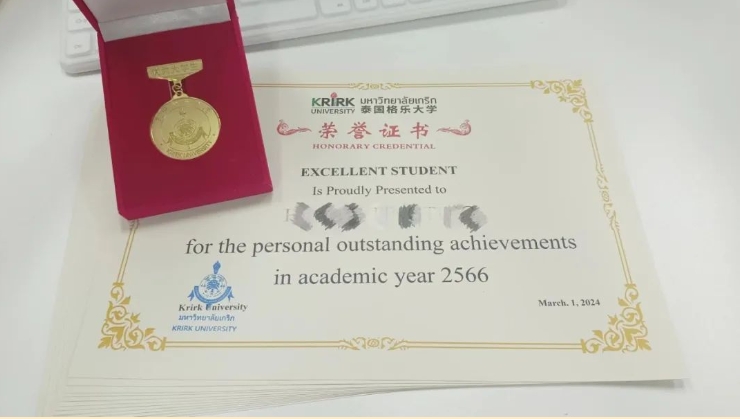 KRIRK มหาวิทยาลัยเกริก
UNIVERSITY 泰国格乐大学
荣誉证书
HONORARY CREDENTIAL
EXCELLENT STUDENT
Is Proudly Presented to
for the personal outstanding achievements
in academic year 2566
March. 1, 2024
Krirk University
มหาวิทยาลัยเกริก
KRIRK UNIVERSITY